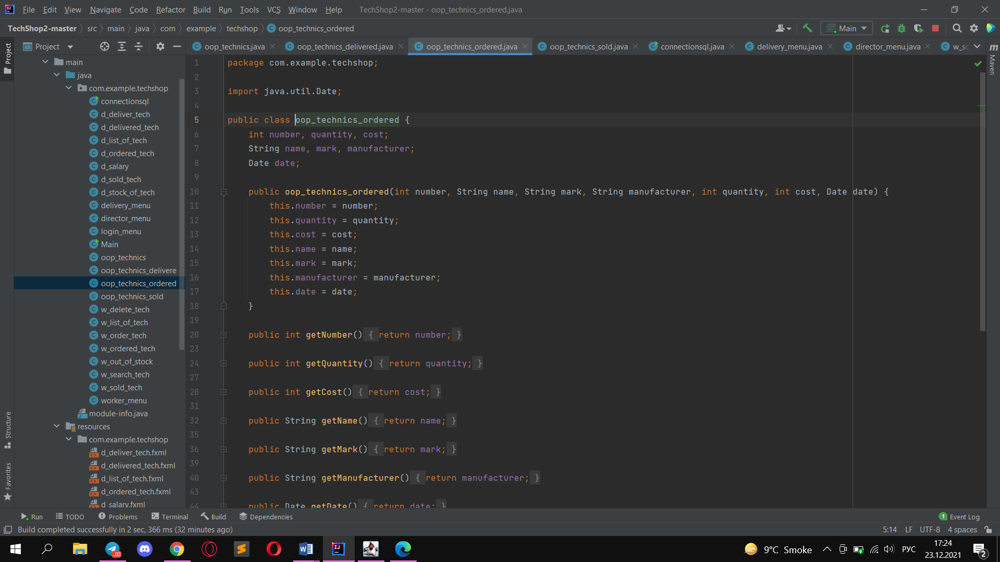 File Edit View Navigate Code Refactor Build Run Tools VCS Window Help TechShop2-master - oop_technics_ordered.java
TechShop2-master src main java com example techshop oop_technics_ordered Main
Project oop_technics.java oop_technics_delivered.java oop_technics_ordered.java oop_technics_sold.java connectionsql.java delivery_menu.java director_menu.java
Project
Maven
Structure
Favorites
main
java
com.example.techshop
connectionsql
d_deliver_tech
d_delivered_tech
d_list_of_tech
d_ordered_tech
d_salary
d_sold_tech
d_stock_of_tech
delivery_menu
director_menu
login_menu
Main
oop_technics
oop_technics_delivere
oop_technics_ordered
oop_technics_sold
w_delete_tech
w_list_of_tech
w_order_tech
w_ordered_tech
w_out_of_stock
w_search_tech
w_sold_tech
worker_menu
module-info.java
resources
com.example.techshop
d_deliver_tech.fxml
d_delivered_tech.fxml
d_list_of_tech.fxml
d_ordered_tech.fxml
d_salary.fxml
1 package com.example.techshop;
2
3 import java.util.Date;
4
5 public class oop_technics_ordered {
6 int number, quantity, cost;
7 String name, mark, manufacturer;
8 Date date;
9
10 public oop_technics_ordered(int number, String name, String mark, String manufacturer, int quantity, int cost, Date date) {
11 this.number = number;
12 this.quantity = quantity;
13 this.cost = cost;
14 this.name = name;
15 this.mark = mark;
16 this.manufacturer = manufacturer;
17 this.date = date;
18 }
19
20 public int getNumber() { return number; }
23
24 public int getQuantity() { return quantity; }
27
28 public int getCost() { return cost; }
31
32 public String getName() { return name; }
35
36 public String getMark() { return mark; }
39
40 public String getManufacturer() { return manufacturer; }
43
44 public Date getDate() { return date; }
Run TODO Problems Terminal Build Dependencies 1 Event Log
Build completed successfully in 2 sec, 366 ms (32 minutes ago) 5:14 LF UTF-8 4 spaces
9°C Smoke РУС 17:24
23.12.2021 2